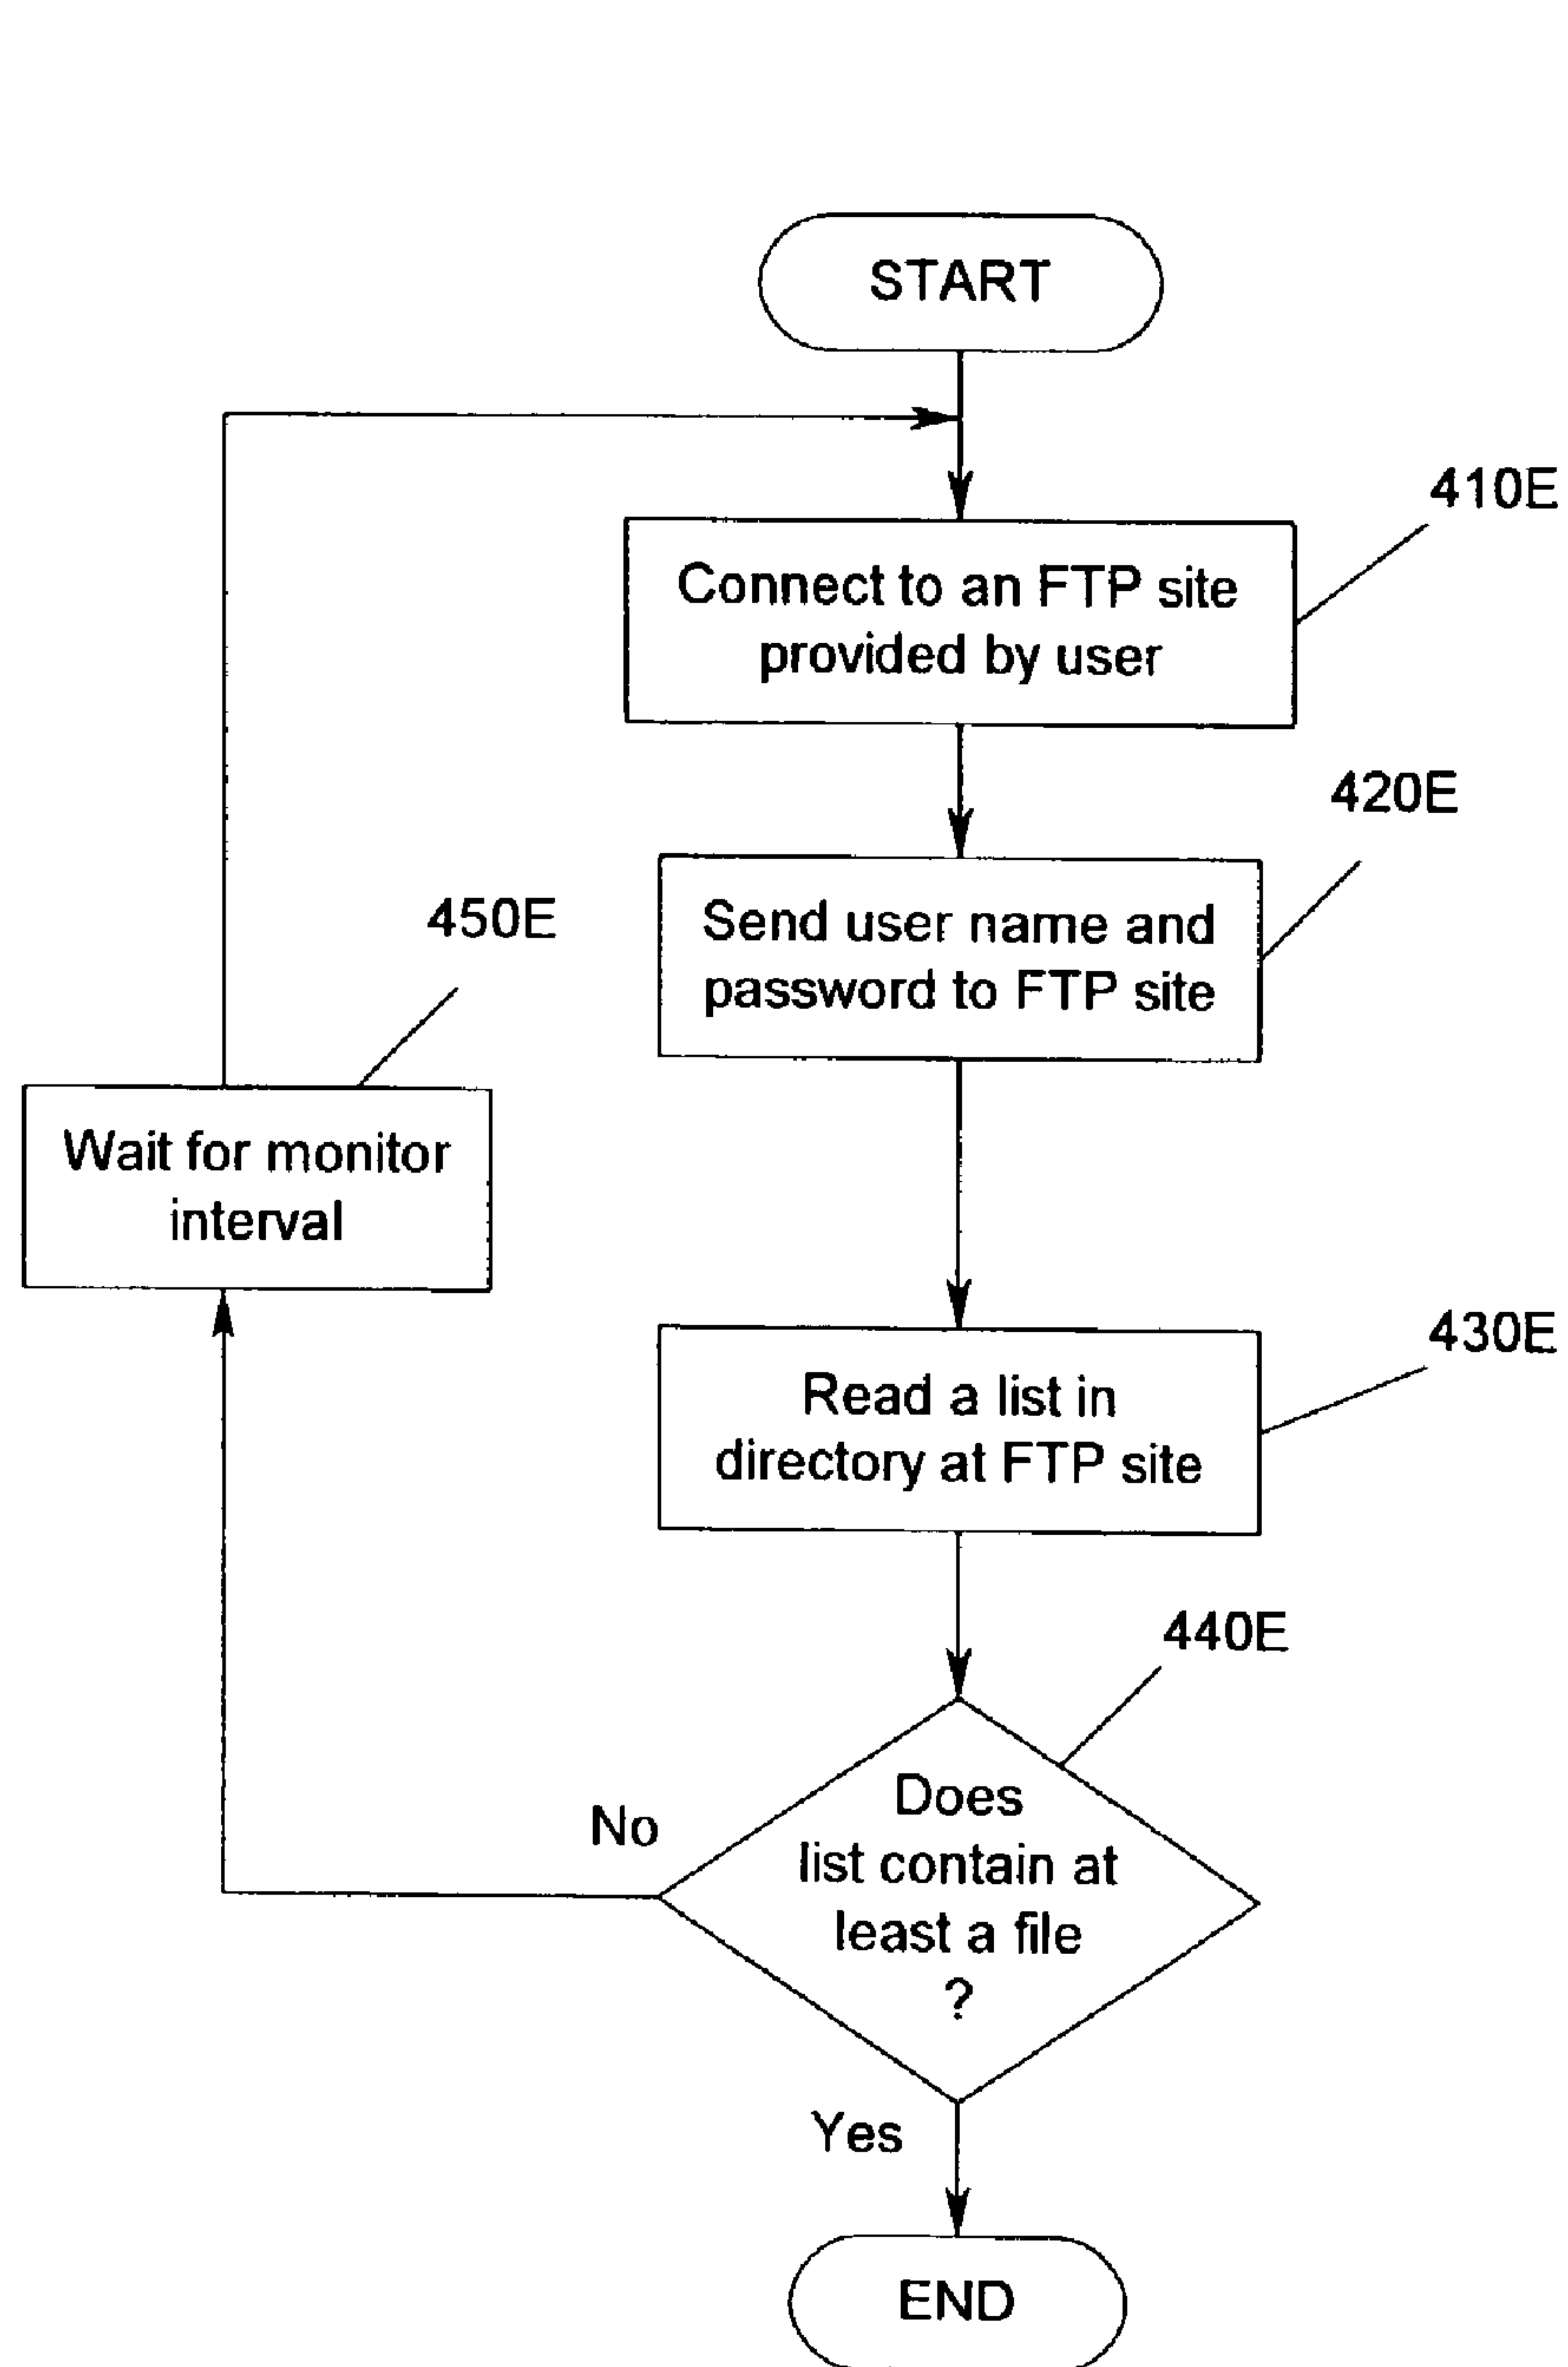 START
410E
Connect to an FTP site
provided by user
420E
Send user name and
password to FTP site
450E
Wait for monitor
interval
430E
Read a list in
directory at FTP site
440E
Does
list contain at
least a file
?
No
Yes
END